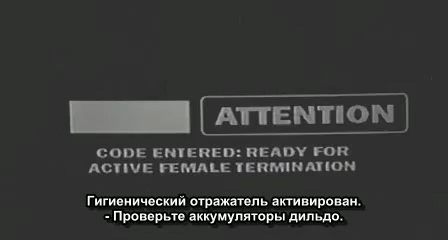 ATTENTION
CODE ENTERED: READY FOR
ACTIVE FEMALE TERMINATION
Гигиенический отражатель активирован.
- Проверьте аккумуляторы дильдо.